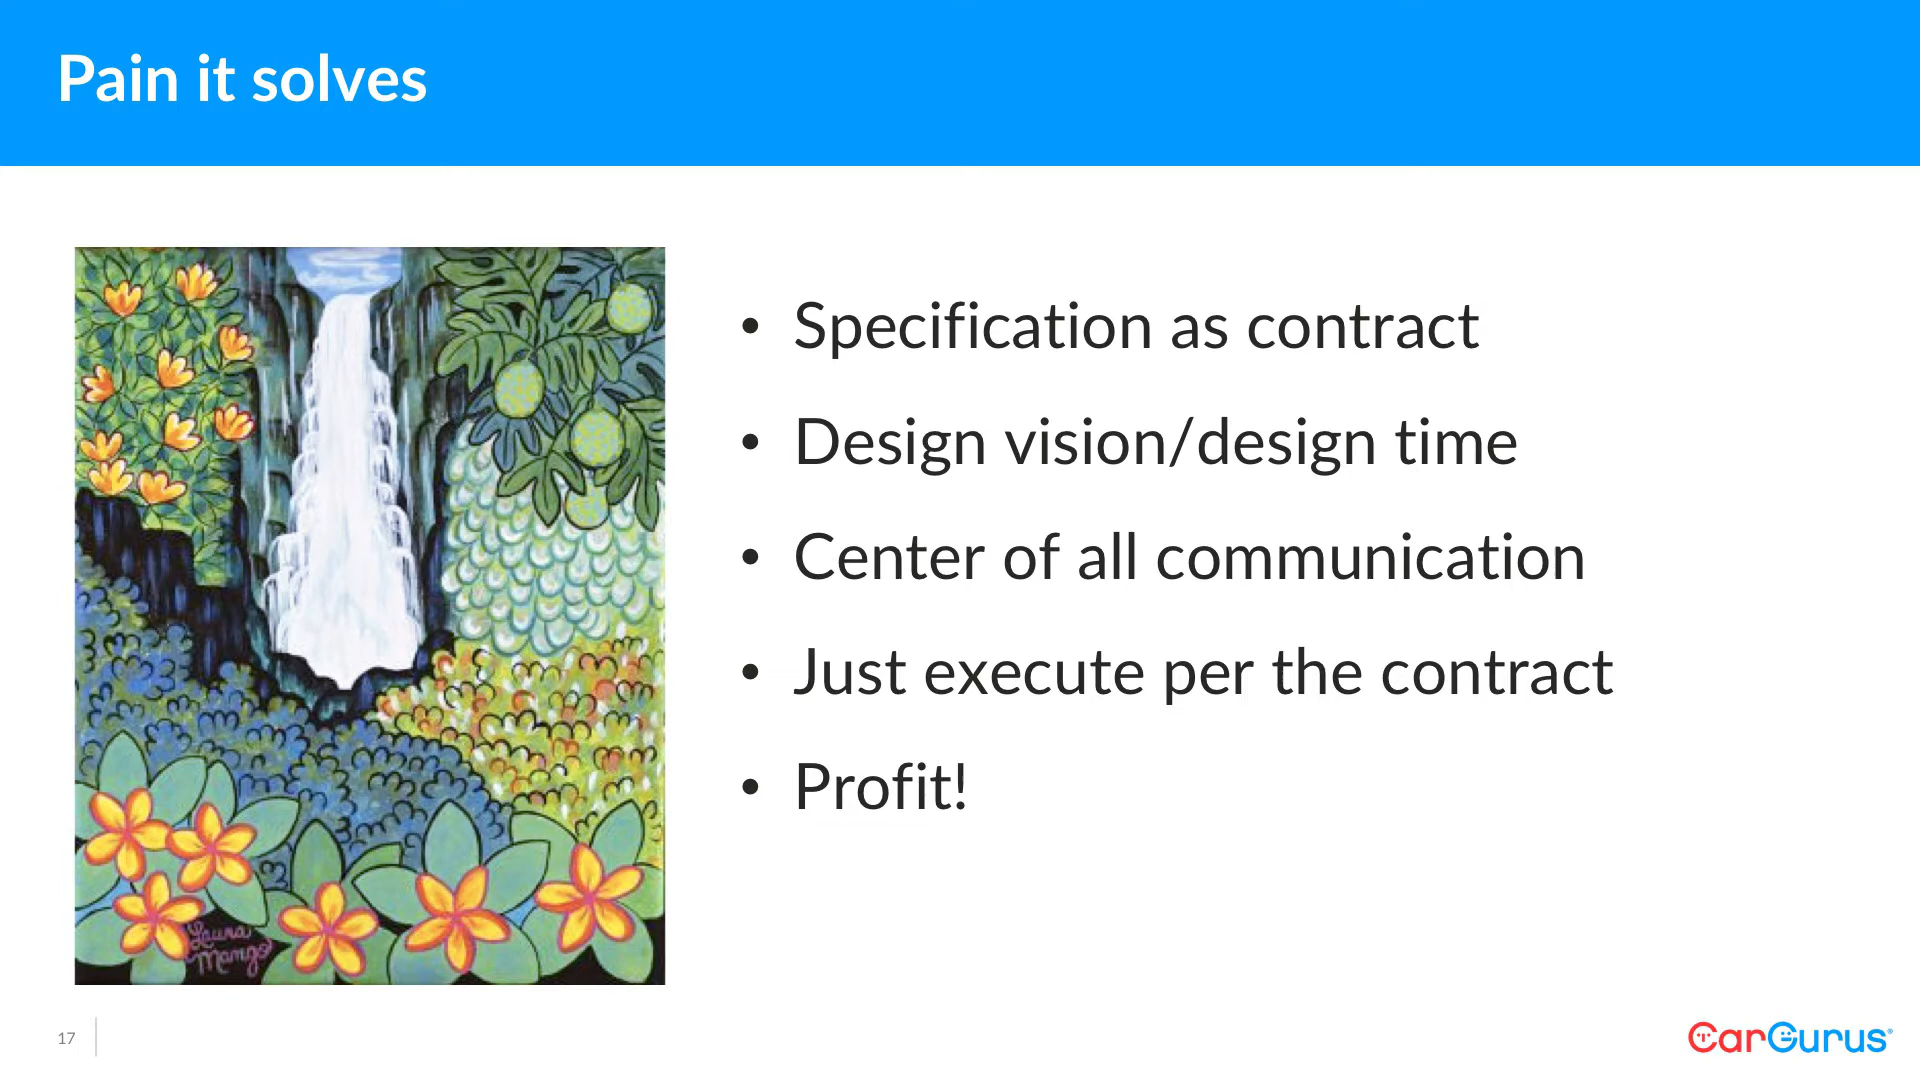 Pain it solves
• Specification as contract
• Design vision/design time
• Center of all communication
• Just execute per the contract
• Profit!
Laura
Mango
17
CarGurus®